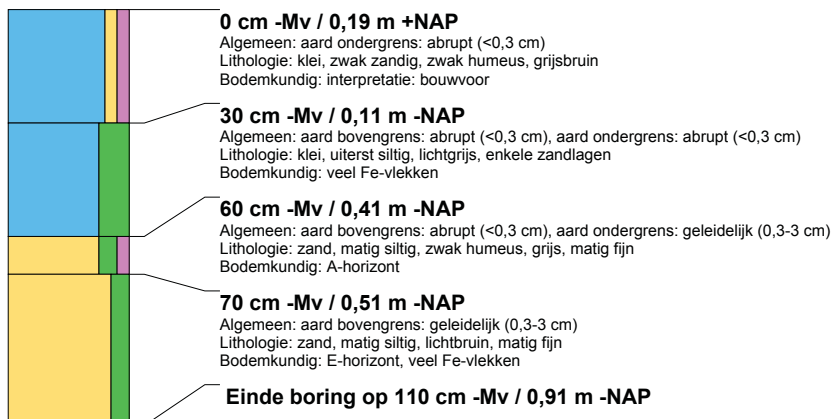 0 cm -Mv / 0,19 m +NAP
Algemeen: aard ondergrens: abrupt (<0,3 cm)
Lithologie: klei, zwak zandig, zwak humeus, grijsbruin
Bodemkundig: interpretatie: bouwvoor
30 cm -Mv / 0,11 m -NAP
Algemeen: aard bovengrens: abrupt (<0,3 cm), aard ondergrens: abrupt (<0,3 cm)
Lithologie: klei, uiterst siltig, lichtgrijs, enkele zandlagen
Bodemkundig: veel Fe-vlekken
60 cm -Mv / 0,41 m -NAP
Algemeen: aard bovengrens: abrupt (<0,3 cm), aard ondergrens: geleidelijk (0,3-3 cm)
Lithologie: zand, matig siltig, zwak humeus, grijs, matig fijn
Bodemkundig: A-horizont
70 cm -Mv / 0,51 m -NAP
Algemeen: aard bovengrens: geleidelijk (0,3-3 cm)
Lithologie: zand, matig siltig, lichtbruin, matig fijn
Bodemkundig: E-horizont, veel Fe-vlekken
Einde boring op 110 cm -Mv / 0,91 m -NAP